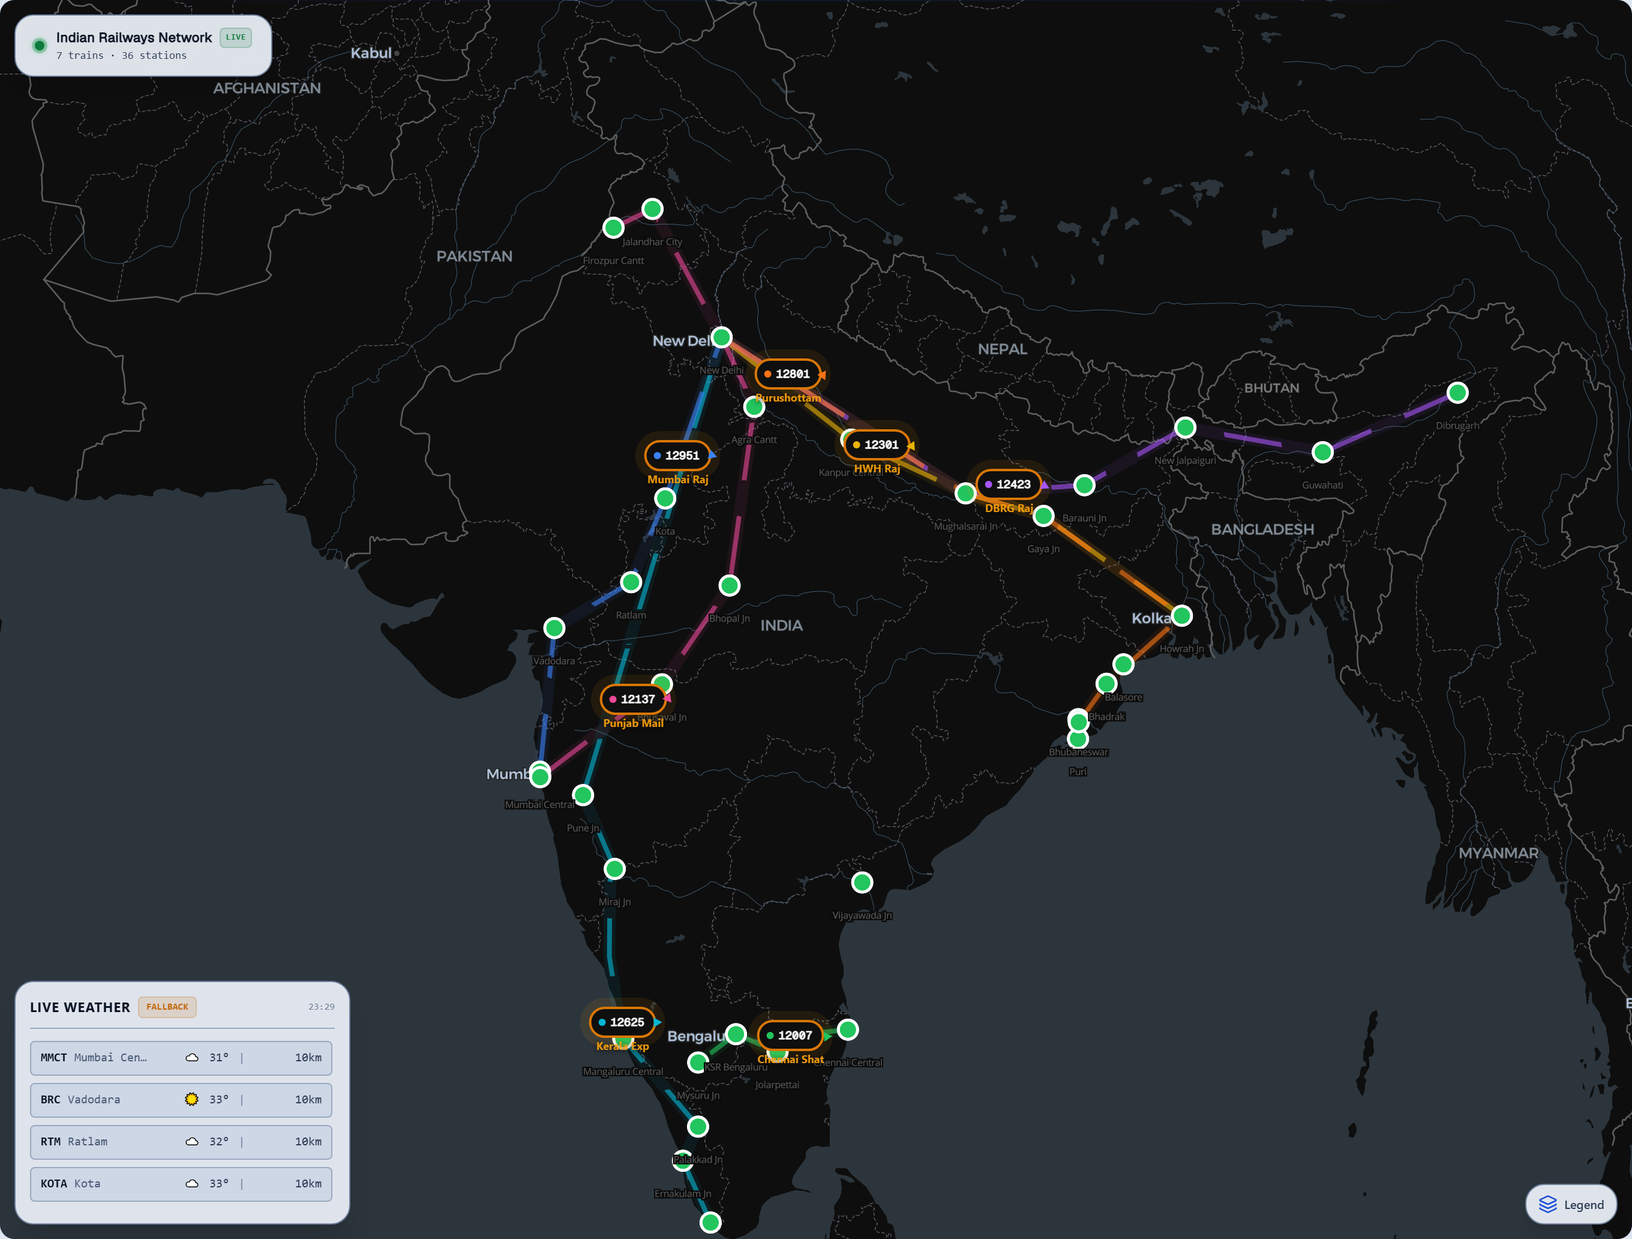 Indian Railways Network LIVE
7 trains · 36 stations
Kabul
AFGHANISTAN
PAKISTAN
Jalandhar City
Firozpur Cantt
New Del
New Delhi
NEPAL
BHUTAN
12801
Purushottam
Agra Cantt
Dibrugarh
12301
HWH Raj
Kanpur
12951
Mumbai Raj
New Jalpaiguri
Guwahati
12423
DBRG Raj
Mughalsarai Jn
Barauni Jn
Gaya Jn
BANGLADESH
Kota
Ratlam
Bhopal Jn
INDIA
Kolka
Howrah Jn
Vadodara
12137
Punjab Mail
Balasore
Bhadrak
Bhubaneswar
Puri
Mumb
Mumbai Central
Pune Jn
Miraj Jn
Vijayawada Jn
MYANMAR
12625
Kerala Exp
Mangaluru Central
Bengalu
12007
Chennai Shat
KSR Bengaluru
Chennai Central
Jolarpettai
Mysuru Jn
Palakkad Jn
Ernakulam Jn
LIVE WEATHER FALLBACK 23:29
MMCT Mumbai Cen… 31° | 10km
BRC Vadodara 33° | 10km
RTM Ratlam 32° | 10km
KOTA Kota 33° | 10km
Legend